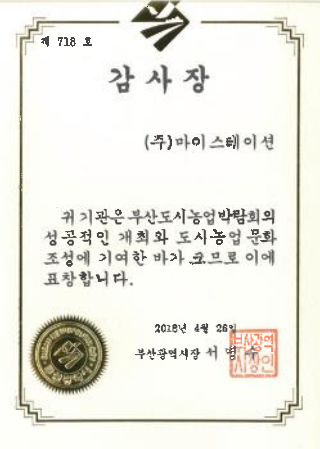 제 718 호
감사장
(주)마이스테이션
귀 기관은 부산도시농업박람회의
성공적인 개최와 도시농업 문화
조성에 기여한 바가 크므로 이에
표창합니다.
2018년 4월 26일
부산광역시장 서 병 수
부산광역
시장인